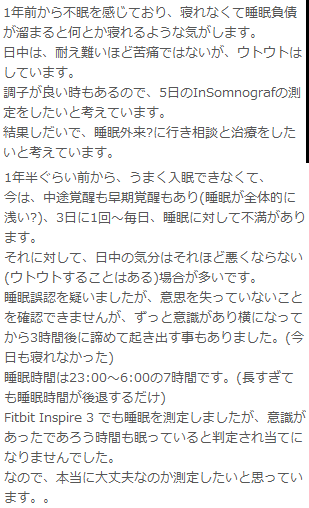 1年前から不眠を感じており、寝れなくて睡眠負債
が溜まると何とか寝れるような気がします。
日中は、耐え難いほど苦痛ではないが、ウトウトは
しています。
調子が良い時もあるので、5日のInSomnografの測
定をしたいと考えています。
結果しだいで、睡眠外来?に行き相談と治療をした
いと考えています。
1年半ぐらい前から、うまく入眠できなくて、
今は、中途覚醒も早期覚醒もあり(睡眠が全体的に
浅い?)、3日に1回～毎日、睡眠に対して不満があり
ます。
それに対して、日中の気分はそれほど悪くならない
(ウトウトすることはある)場合が多いです。
睡眠誤認を疑いましたが、意思を失っていないこと
を確認できませんが、ずっと意識があり横になって
から3時間後に諦めて起き出す事もありました。(今
日も寝れなかった)
睡眠時間は23:00～6:00の7時間です。(長すぎて
も睡眠時間が後退するだけ)
Fitbit Inspire 3 でも睡眠を測定しましたが、意識が
あったであろう時間も眠っていると判定され当てに
なりませんでした。
なので、本当に大丈夫なのか測定したいと思ってい
ます。。